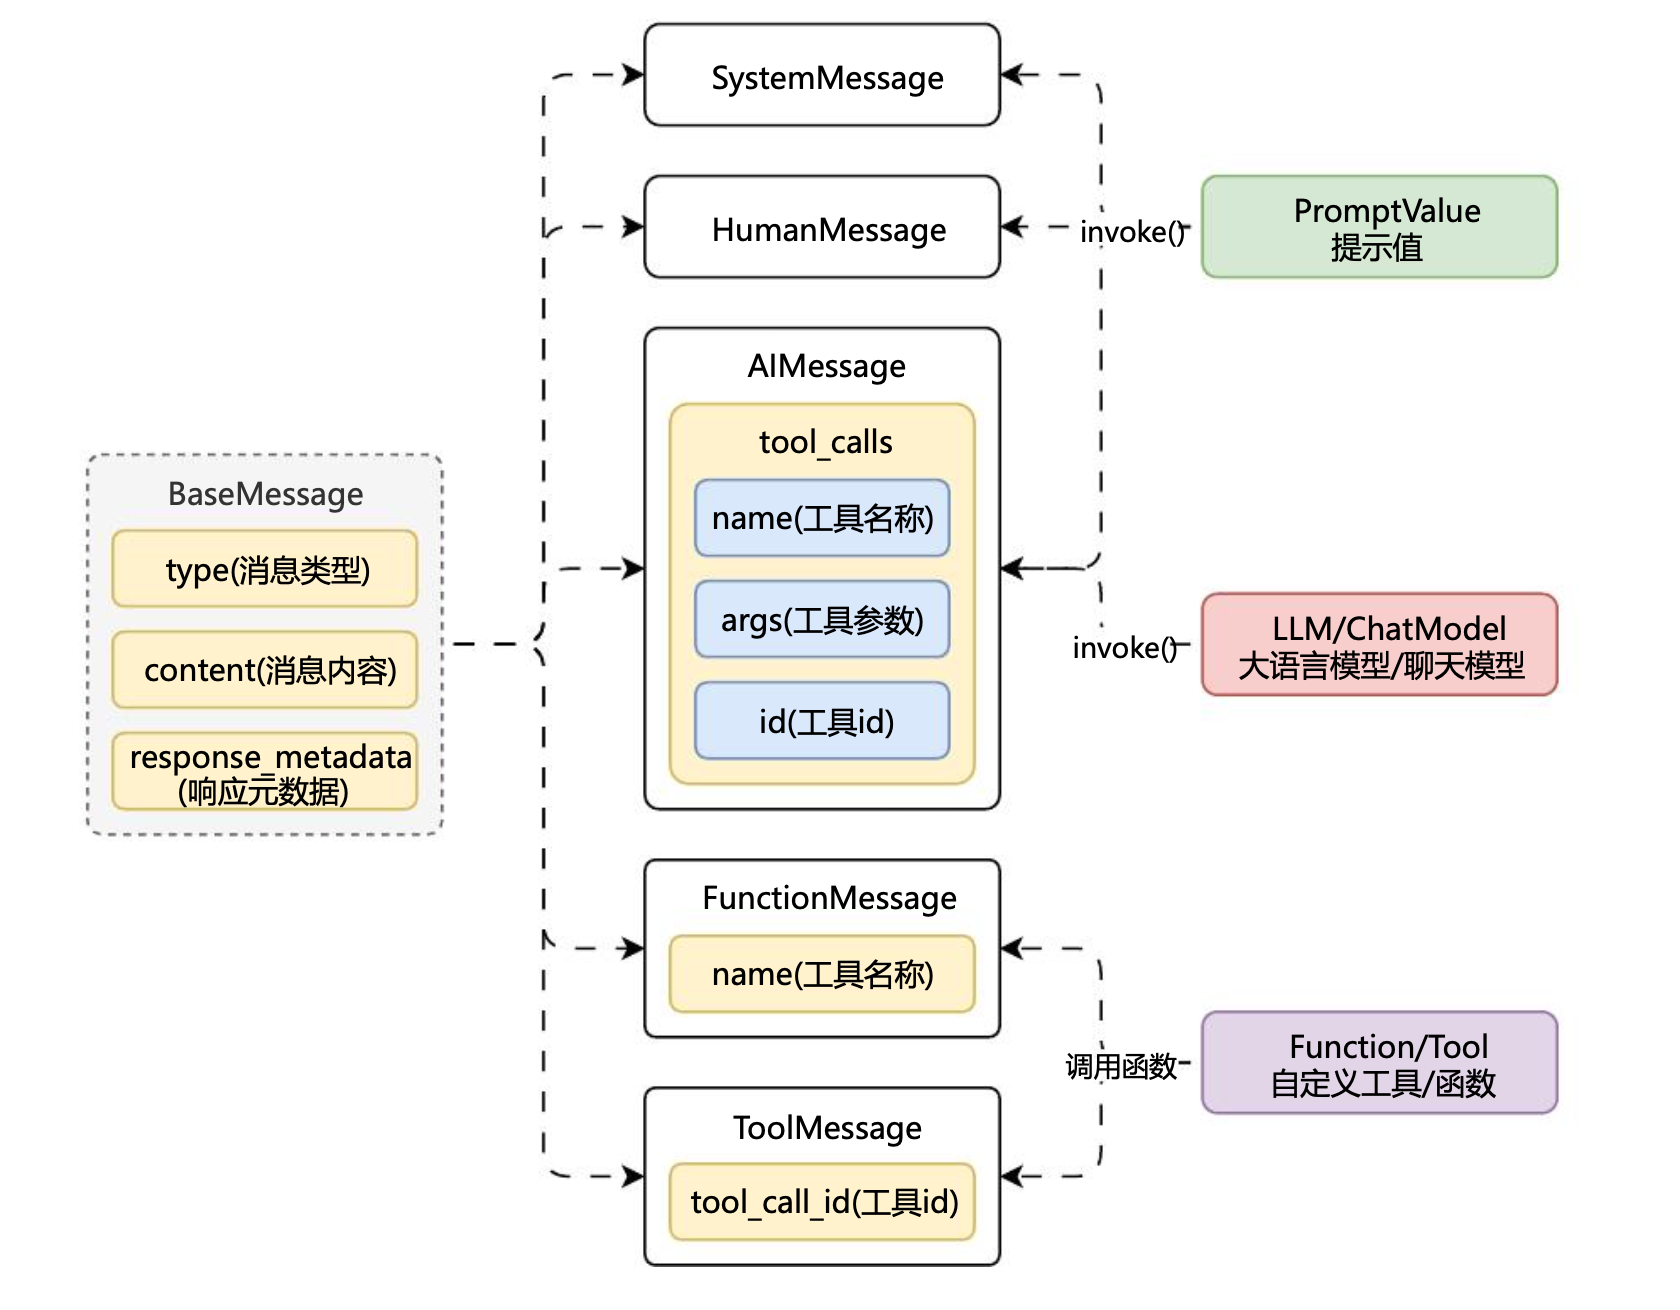 BaseMessage
type(消息类型)
content(消息内容)
response_metadata
(响应元数据)
SystemMessage
HumanMessage
AIMessage
tool_calls
name(工具名称)
args(工具参数)
id(工具id)
FunctionMessage
name(工具名称)
ToolMessage
tool_call_id(工具id)
invoke()
PromptValue
提示值
invoke()
LLM/ChatModel
大语言模型/聊天模型
调用函数
Function/Tool
自定义工具/函数